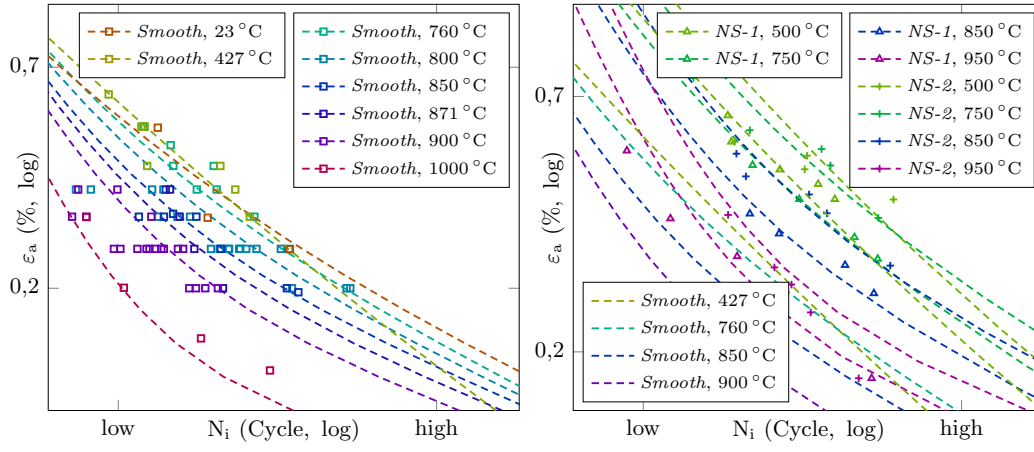 Smooth, 23 °C
Smooth, 427 °C
Smooth, 760 °C
Smooth, 800 °C
Smooth, 850 °C
Smooth, 871 °C
Smooth, 900 °C
Smooth, 1000 °C
0,7
0,2
εa (%, log)
low
Ni (Cycle, log)
high
NS-1, 500 °C
NS-1, 750 °C
NS-1, 850 °C
NS-1, 950 °C
NS-2, 500 °C
NS-2, 750 °C
NS-2, 850 °C
NS-2, 950 °C
Smooth, 427 °C
Smooth, 760 °C
Smooth, 850 °C
Smooth, 900 °C
0,7
0,2
εa (%, log)
low
Ni (Cycle, log)
high